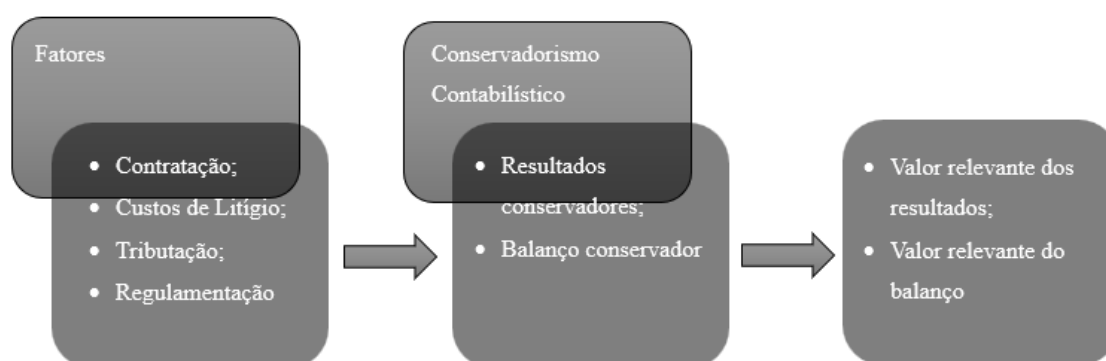 Fatores
• Contratação;
• Custos de Litígio;
• Tributação;
• Regulamentação
Conservadorismo
Contabilístico
• Resultados
conservadores;
• Balanço conservador
• Valor relevante dos
resultados;
• Valor relevante do
balanço